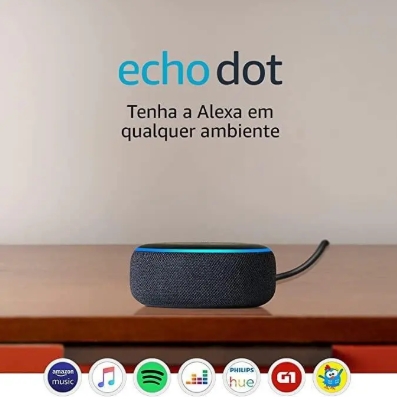 echo dot
Tenha a Alexa em
qualquer ambiente
amazon
music
PHILIPS
hue
G1